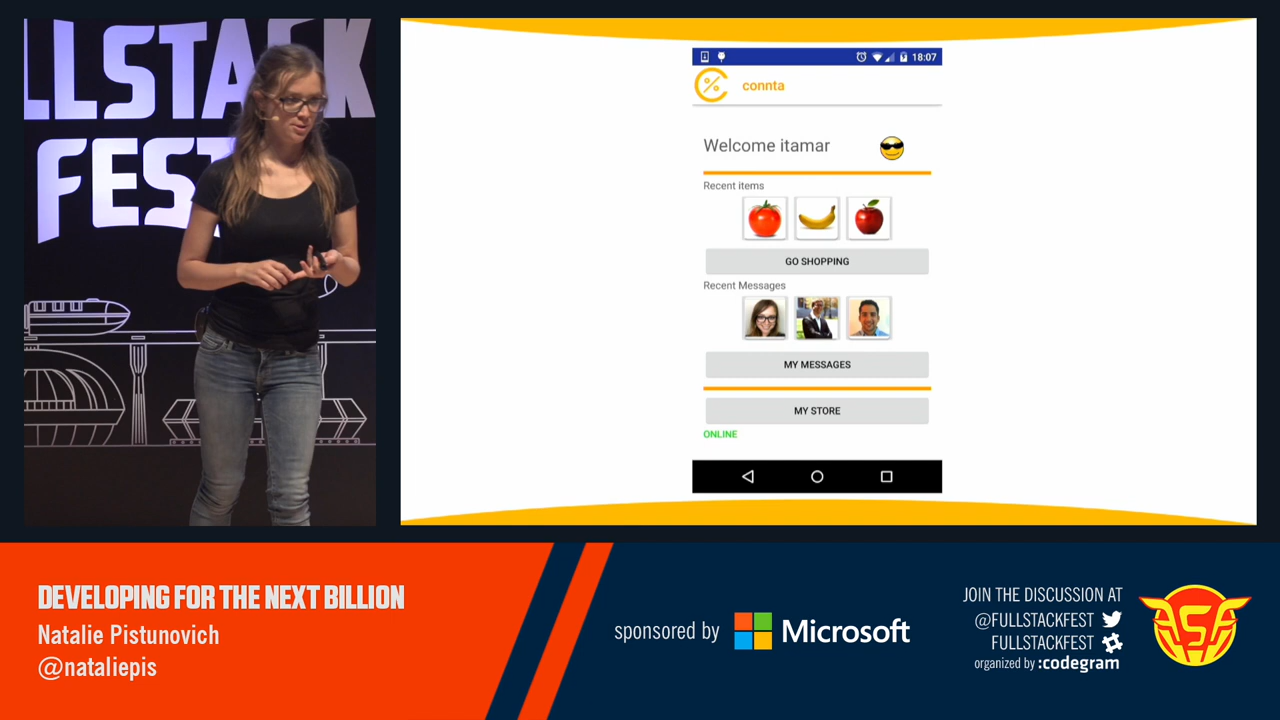 LLSTACK
FEST
18:07
connta
Welcome itamar
Recent items
GO SHOPPING
Recent Messages
MY MESSAGES
MY STORE
ONLINE
DEVELOPING FOR THE NEXT BILLION
Natalie Pistunovich
@nataliepis
sponsored by Microsoft
JOIN THE DISCUSSION AT
@FULLSTACKFEST
FULLSTACKFEST
organized by :codegram
FSF